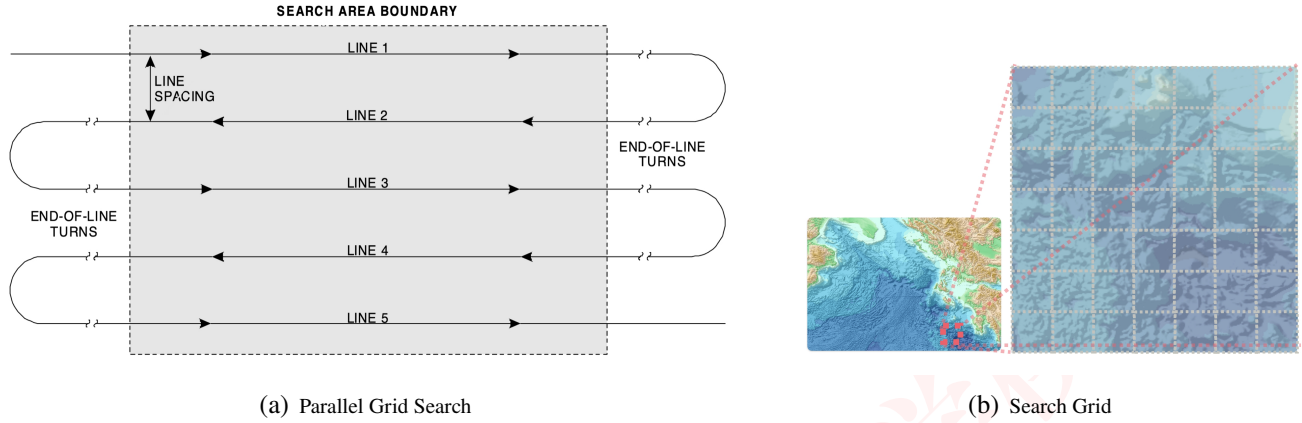 SEARCH AREA BOUNDARY
LINE 1
LINE
SPACING
LINE 2
END-OF-LINE
TURNS
LINE 3
END-OF-LINE
TURNS
LINE 4
LINE 5
(a) Parallel Grid Search
(b) Search Grid